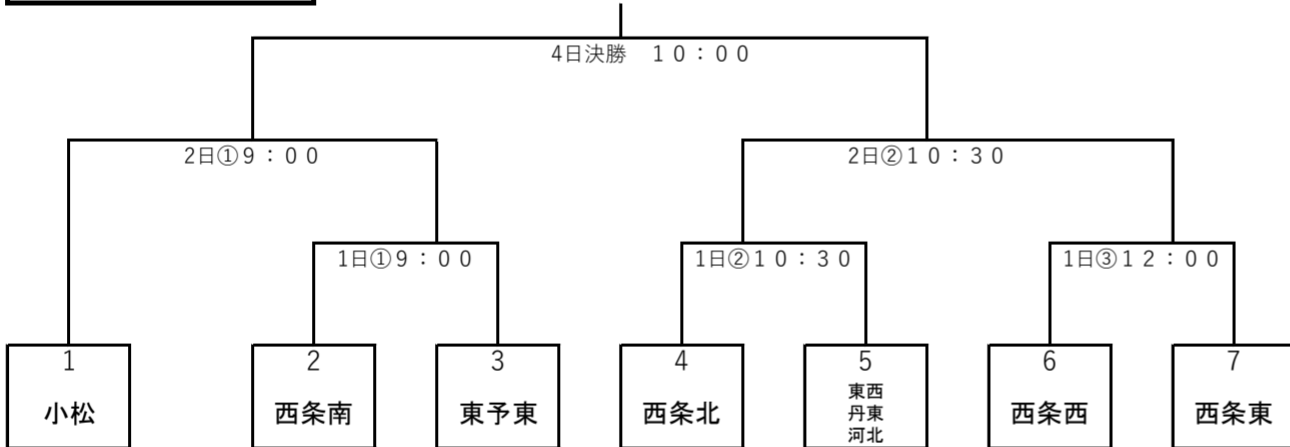 4日決勝　１０：００
2日①９：００
2日②１０：３０
1日①９：００
1日②１０：３０
1日③１２：００
1
小松
2
西条南
3
東予東
4
西条北
5
東西
丹東
河北
6
西条西
7
西条東